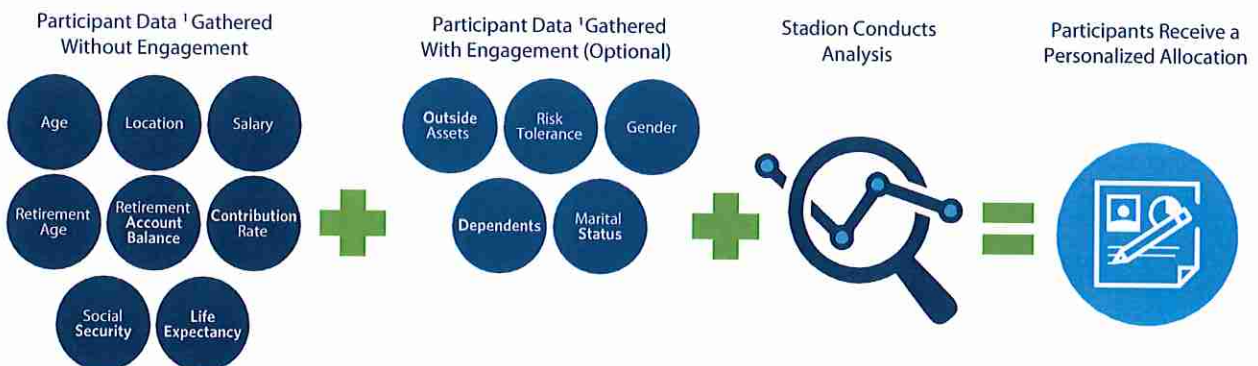 Participant Data ¹Gathered
Without Engagement
Age
Location
Salary
Retirement
Age
Retirement
Account
Balance
Contribution
Rate
Social
Security
Life
Expectancy
Participant Data ¹Gathered
With Engagement (Optional)
Outside
Assets
Risk
Tolerance
Gender
Dependents
Marital
Status
Stadion Conducts
Analysis
Participants Receive a
Personalized Allocation